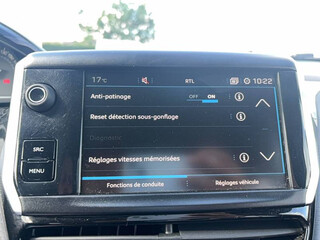 17°C RTL 10:22
Anti-patinage OFF ON
Reset détection sous-gonflage
Diagnostic
Réglages vitesses mémorisées
Fonctions de conduite Réglages véhicule
SRC
MENU